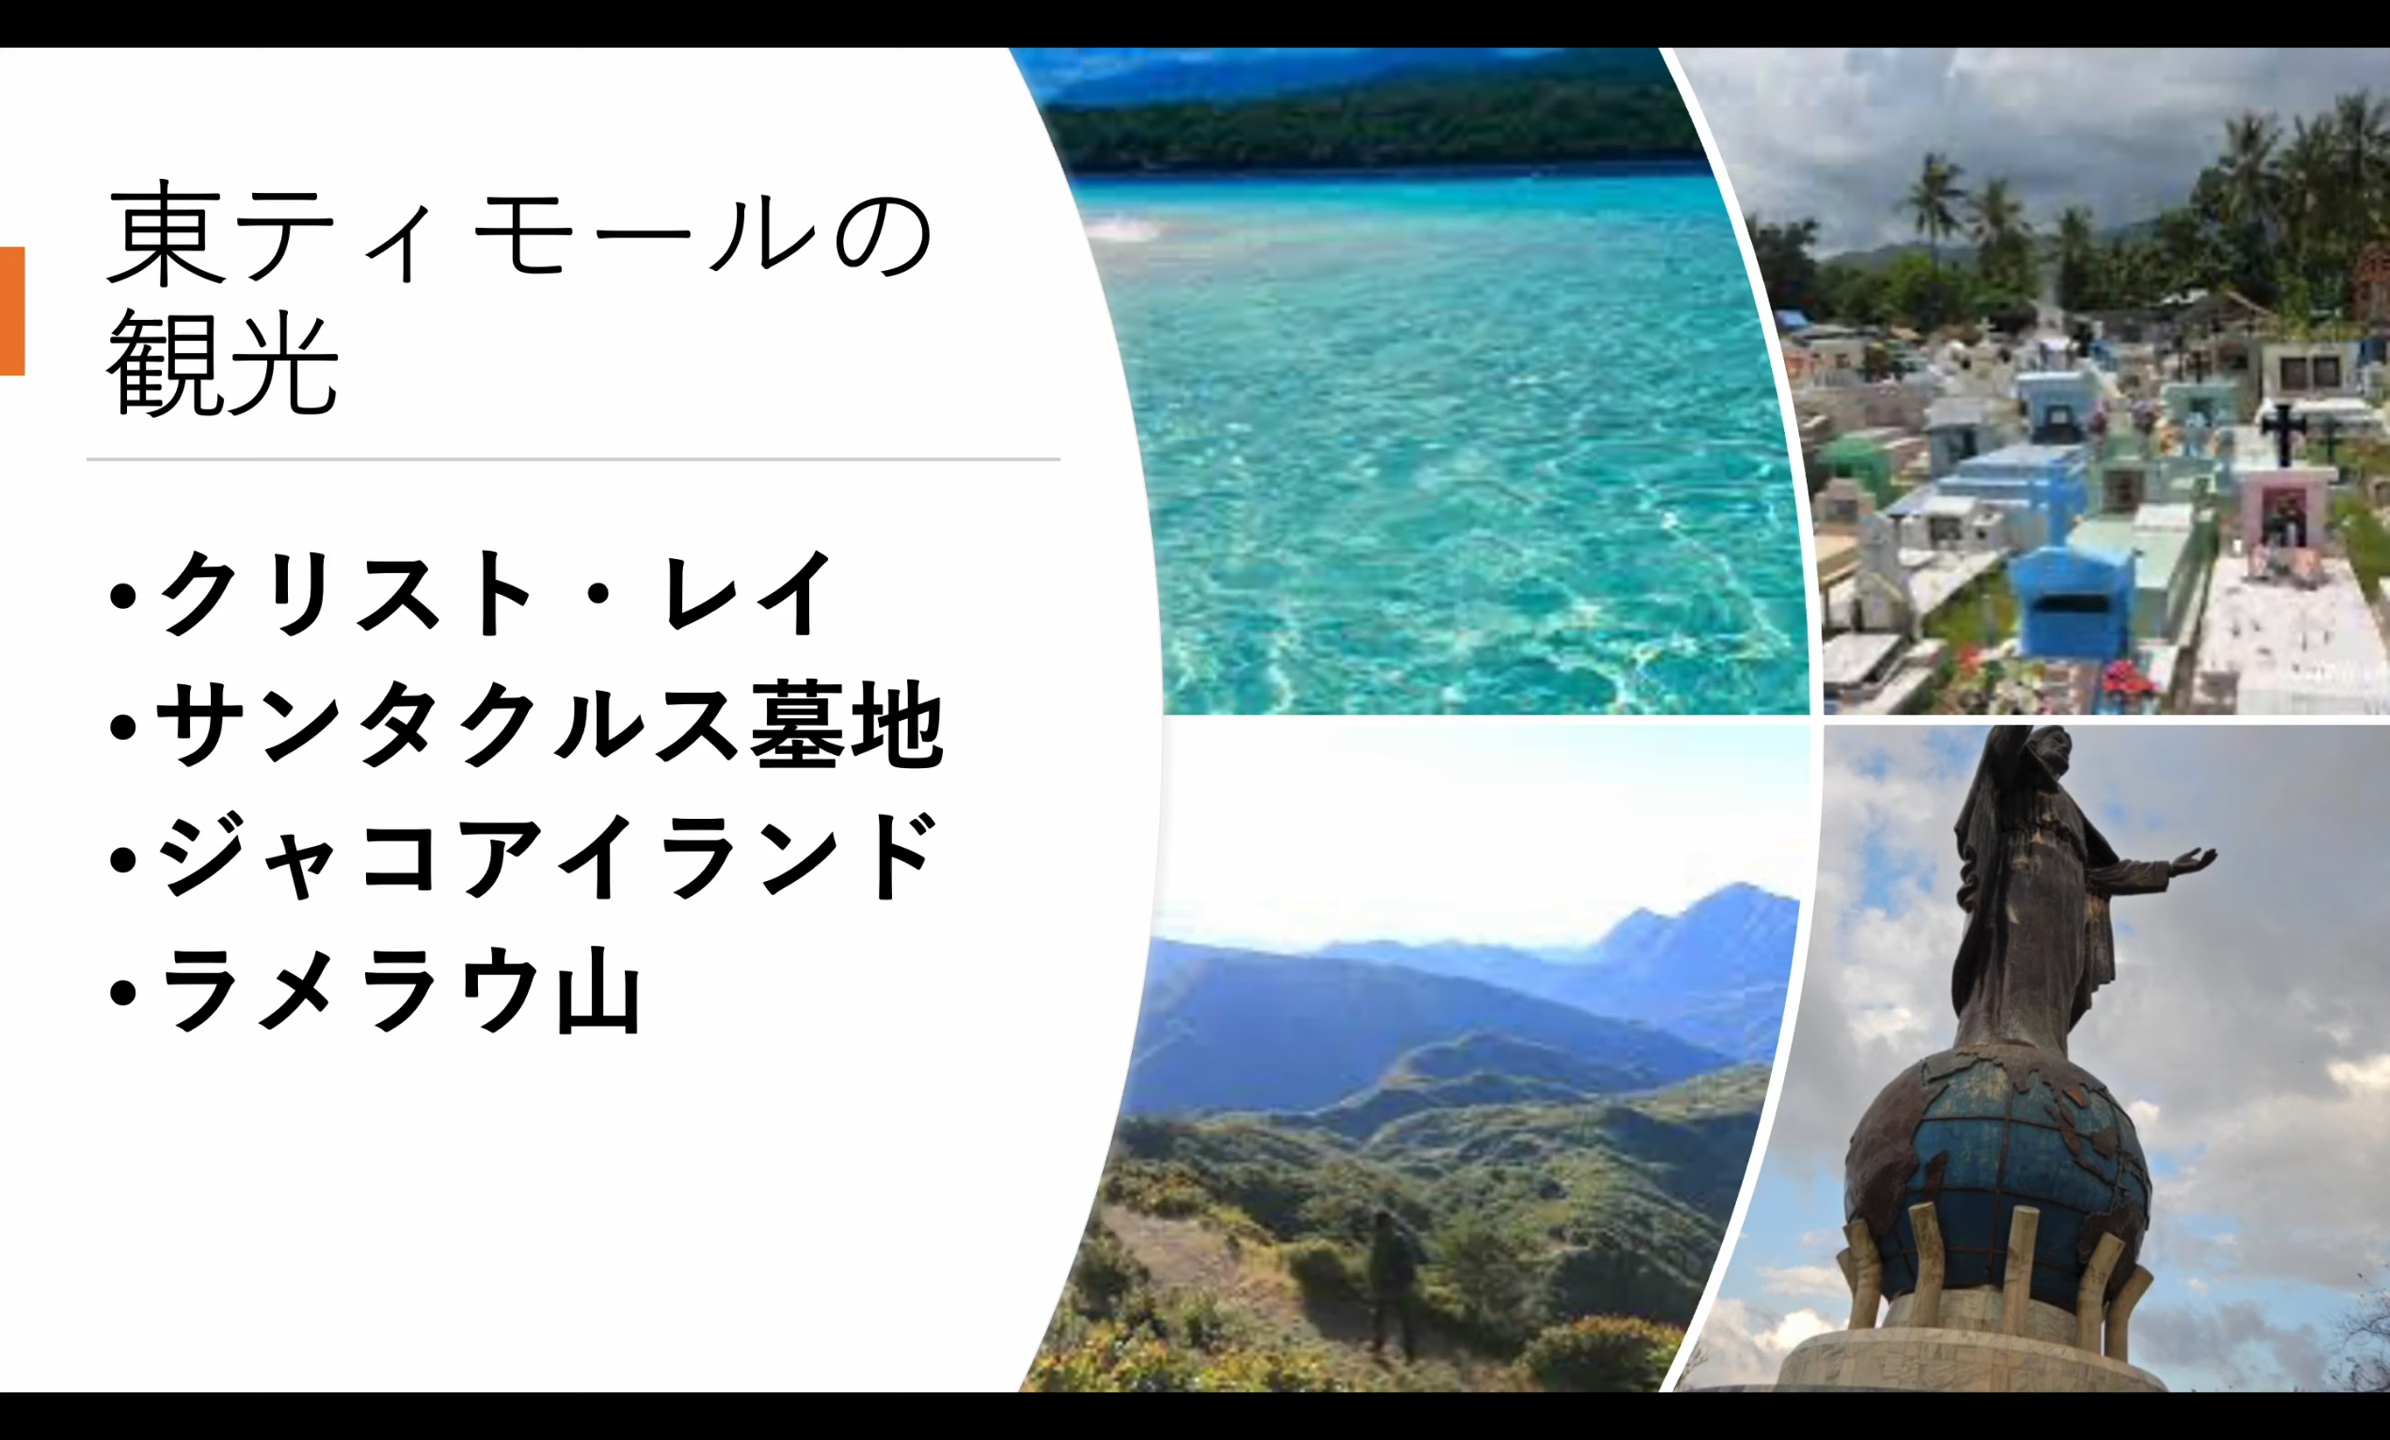 東ティモールの
観光
•クリスト・レイ
•サンタクルス墓地
•ジャコアイランド
•ラメラウ山